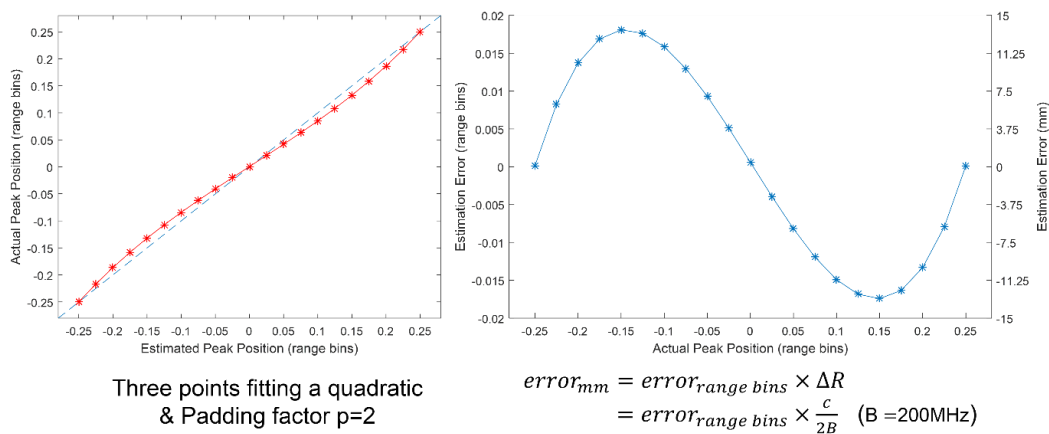 0.25
0.2
0.15
0.1
0.05
0
-0.05
-0.1
-0.15
-0.2
-0.25
Actual Peak Position (range bins)
-0.25 -0.2 -0.15 -0.1 -0.05 0 0.05 0.1 0.15 0.2 0.25
Estimated Peak Position (range bins)
Three points fitting a quadratic
& Padding factor p=2
0.02
0.015
0.01
0.005
0
-0.005
-0.01
-0.015
-0.02
Estimation Error (range bins)
15
11.25
7.5
3.75
0
-3.75
-7.5
-11.25
-15
Estimation Error (mm)
-0.25 -0.2 -0.15 -0.1 -0.05 0 0.05 0.1 0.15 0.2 0.25
Actual Peak Position (range bins)
error_mm = error_range bins × ΔR
= error_range bins × c/2B (B =200MHz)